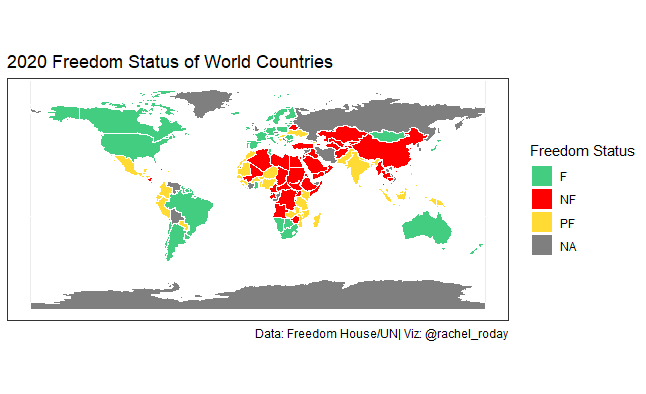 2020 Freedom Status of World Countries
Freedom Status
F
NF
PF
NA
Data: Freedom House/UN| Viz: @rachel_roday